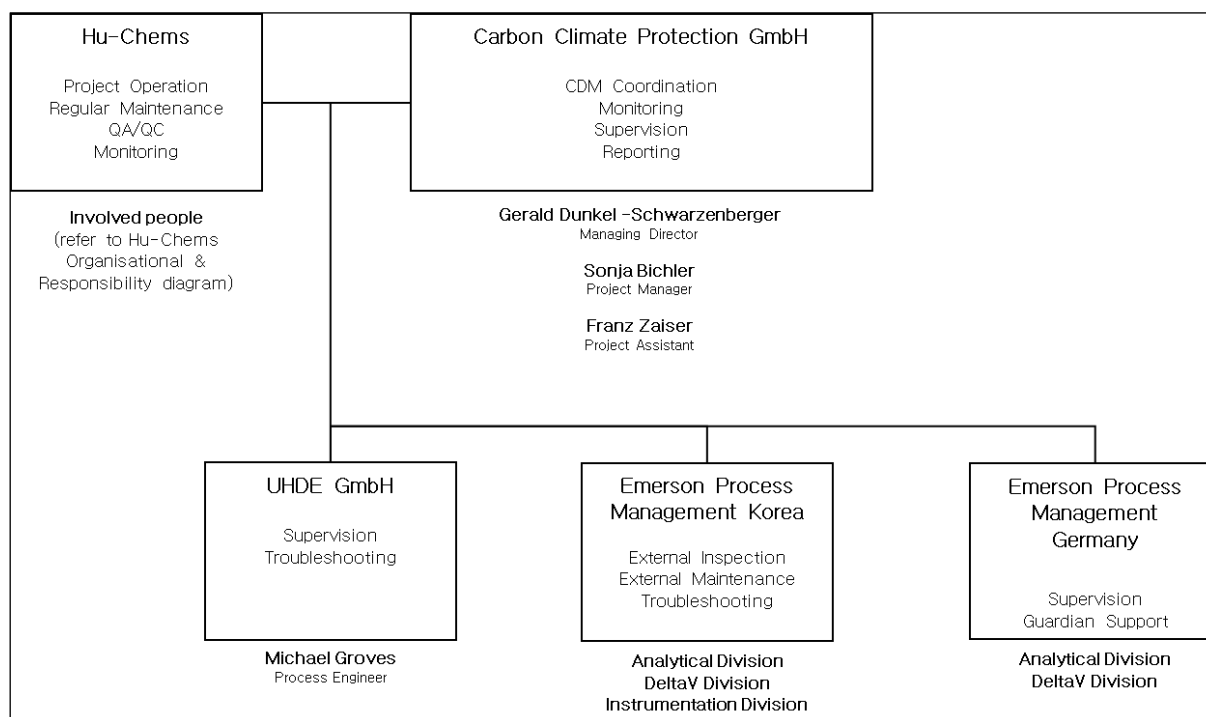 Hu-Chems
Project Operation
Regular Maintenance
QA/QC
Monitoring
Involved people
(refer to Hu-Chems
Organisational &
Responsibility diagram)
Carbon Climate Protection GmbH
CDM Coordination
Monitoring
Supervision
Reporting
Gerald Dunkel -Schwarzenberger
Managing Director
Sonja Bichler
Project Manager
Franz Zaiser
Project Assistant
UHDE GmbH
Supervision
Troubleshooting
Michael Groves
Process Engineer
Emerson Process
Management Korea
External Inspection
External Maintenance
Troubleshooting
Analytical Division
DeltaV Division
Instrumentation Division
Emerson Process
Management
Germany
Supervision
Guardian Support
Analytical Division
DeltaV Division